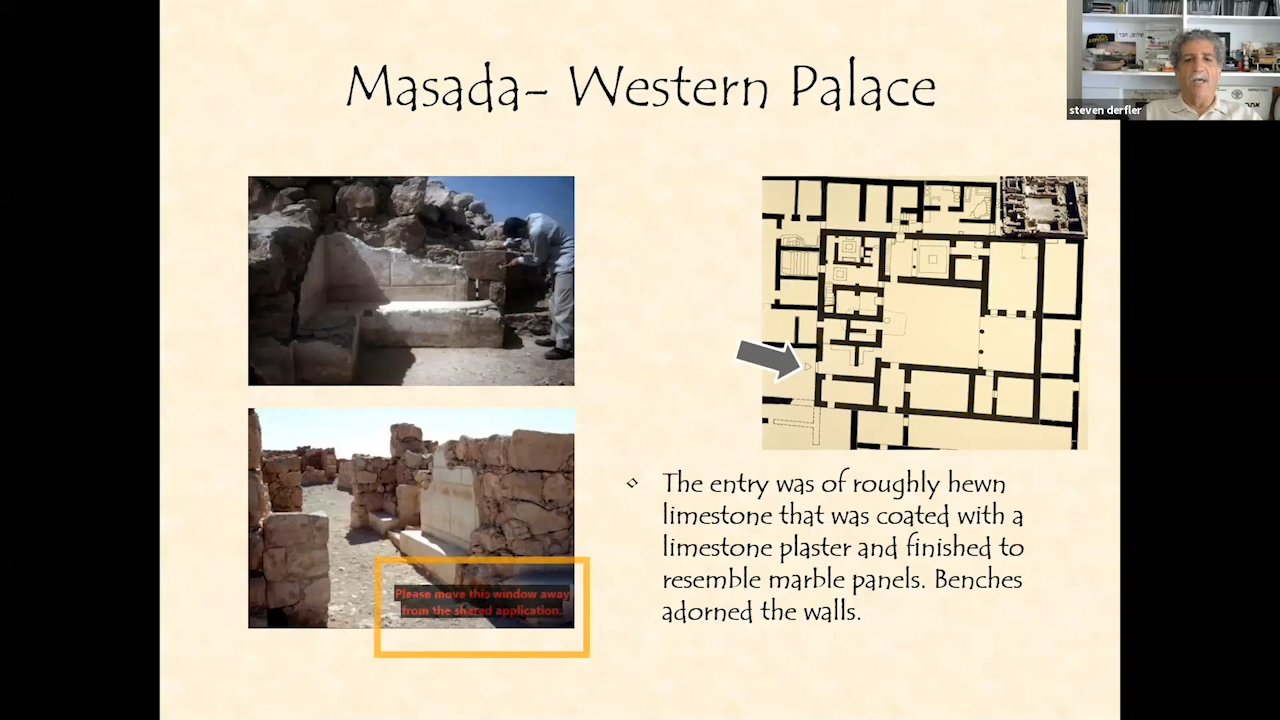 Masada- Western Palace
steven derfler
The entry was of roughly hewn
limestone that was coated with a
limestone plaster and finished to
resemble marble panels. Benches
adorned the walls.
Please move this window away
from the shared application.